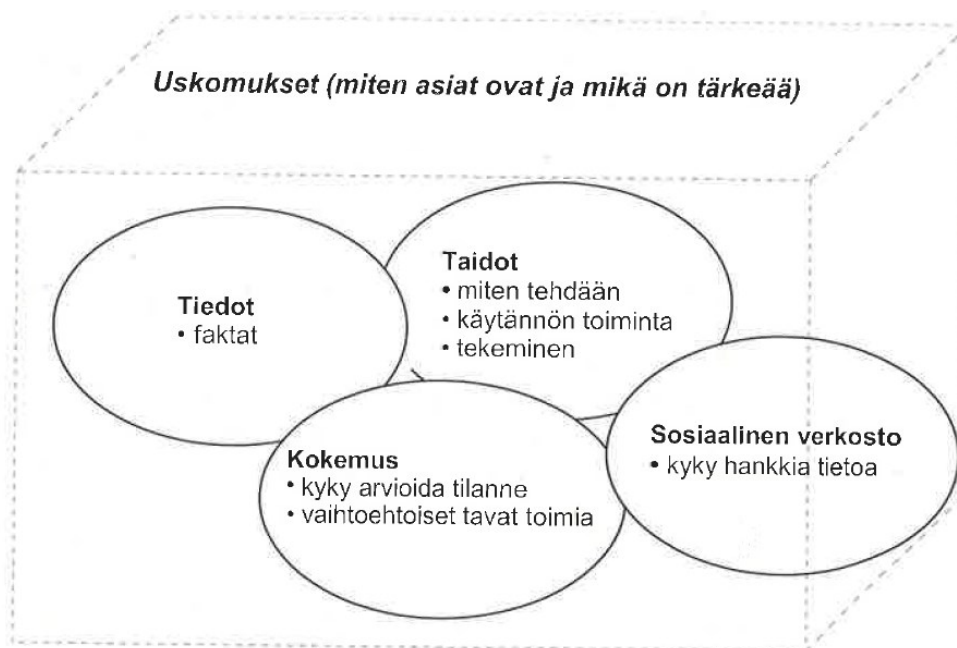 Uskomukset (miten asiat ovat ja mikä on tärkeää)
Tiedot
• faktat
Taidot
• miten tehdään
• käytännön toiminta
• tekeminen
Kokemus
• kyky arvioida tilanne
• vaihtoehtoiset tavat toimia
Sosiaalinen verkosto
• kyky hankkia tietoa